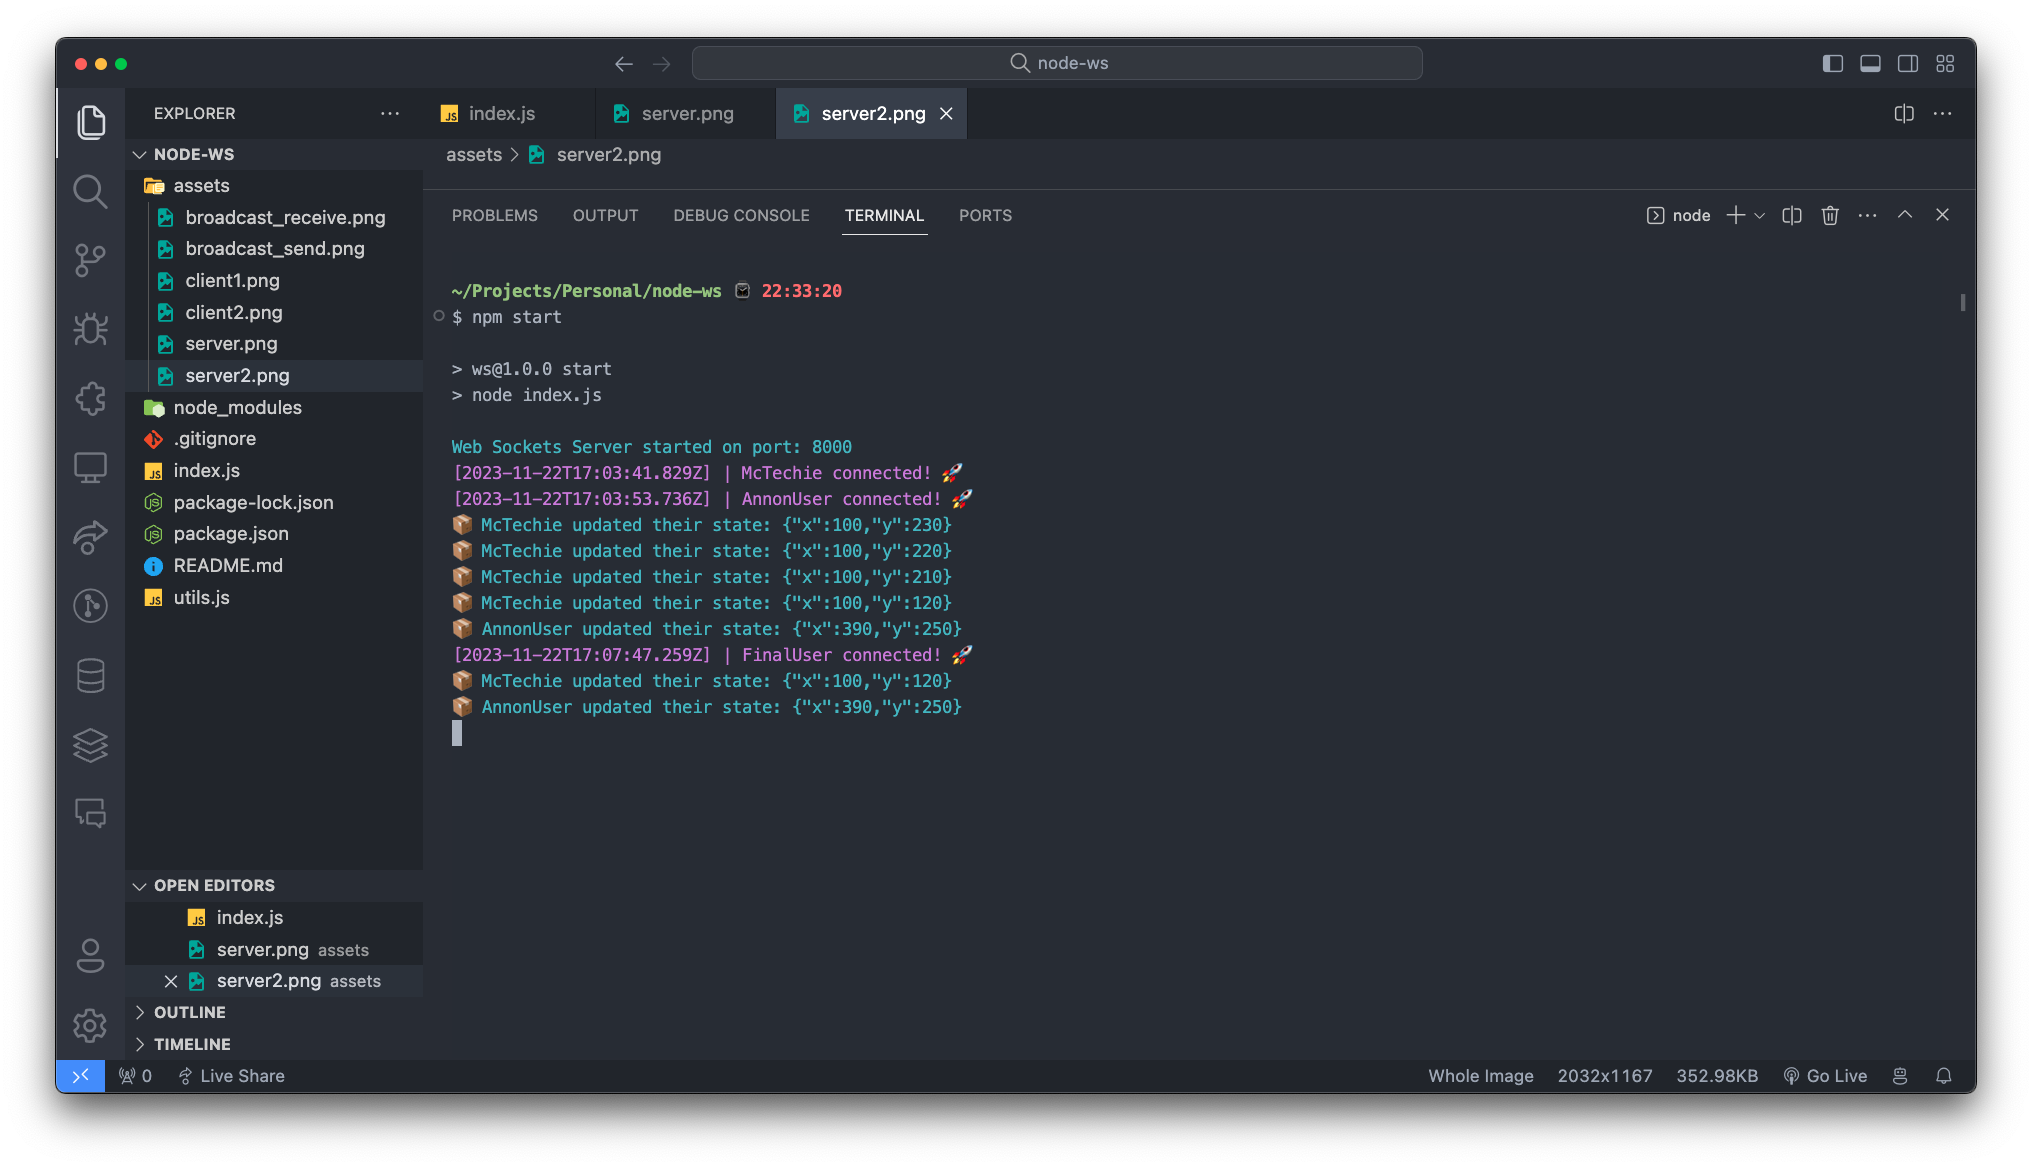 node-ws
EXPLORER
index.js
server.png
server2.png
NODE-WS
assets
broadcast_receive.png
broadcast_send.png
client1.png
client2.png
server.png
server2.png
node_modules
.gitignore
index.js
package-lock.json
package.json
README.md
utils.js
OPEN EDITORS
index.js
server.png assets
server2.png assets
OUTLINE
TIMELINE
assets > server2.png
PROBLEMS OUTPUT DEBUG CONSOLE TERMINAL PORTS
node
~/Projects/Personal/node-ws 22:33:20
$ npm start
> ws@1.0.0 start
> node index.js
Web Sockets Server started on port: 8000
[2023-11-22T17:03:41.829Z] | McTechie connected! 🚀
[2023-11-22T17:03:53.736Z] | AnnonUser connected! 🚀
📦 McTechie updated their state: {"x":100,"y":230}
📦 McTechie updated their state: {"x":100,"y":220}
📦 McTechie updated their state: {"x":100,"y":210}
📦 McTechie updated their state: {"x":100,"y":120}
📦 AnnonUser updated their state: {"x":390,"y":250}
[2023-11-22T17:07:47.259Z] | FinalUser connected! 🚀
📦 McTechie updated their state: {"x":100,"y":120}
📦 AnnonUser updated their state: {"x":390,"y":250}
0 Live Share
Whole Image 2032x1167 352.98KB Go Live